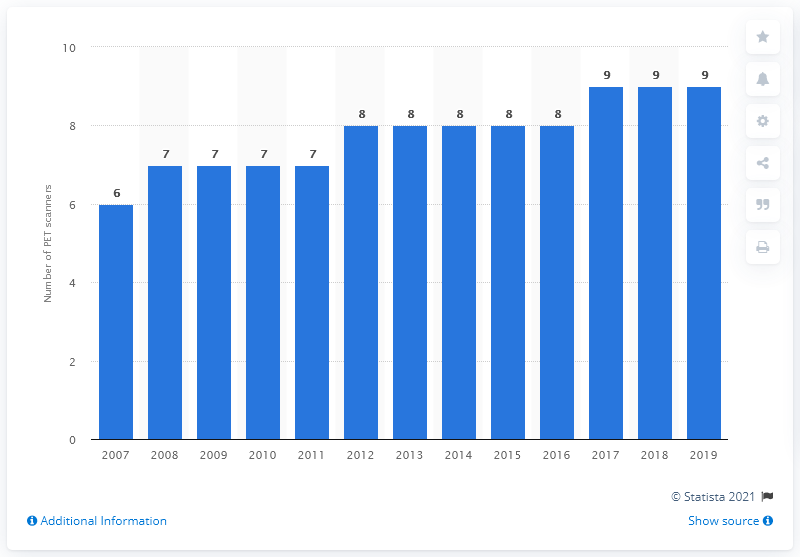 10
8
6
4
2
0
Number of PET scanners
6 7 7 7 7 8 8 8 8 8 9 9 9
2007 2008 2009 2010 2011 2012 2013 2014 2015 2016 2017 2018 2019
© Statista 2021
Additional Information
Show source